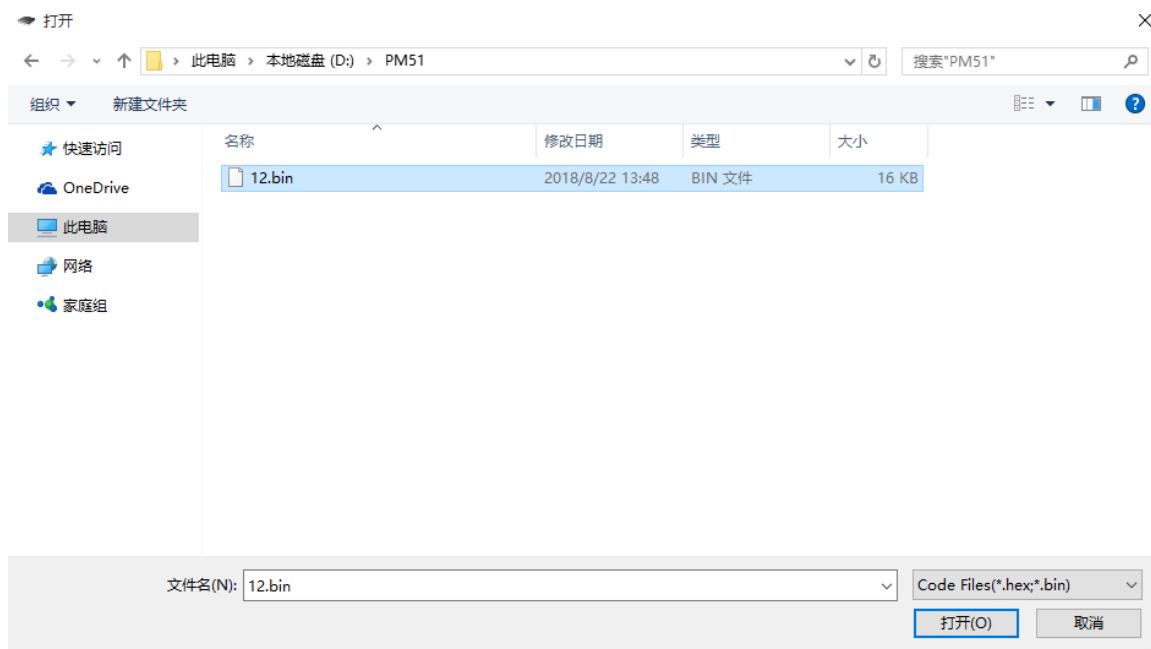 打开
此电脑 › 本地磁盘 (D:) › PM51 搜索"PM51"
组织 新建文件夹
快速访问
OneDrive
此电脑
网络
家庭组
名称 修改日期 类型 大小
12.bin 2018/8/22 13:48 BIN 文件 16 KB
文件名(N): 12.bin Code Files(*.hex;*.bin)
打开(O) 取消